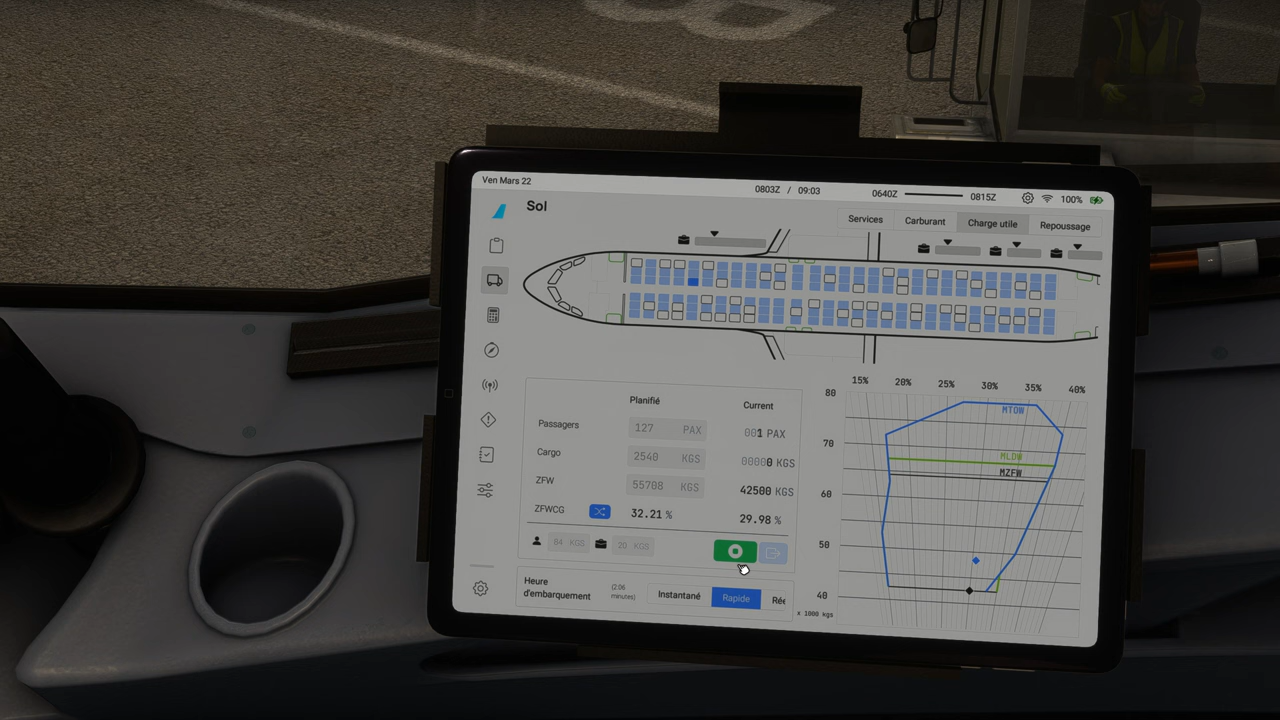 Ven Mars 22
0803Z / 09:03
0640Z 0815Z 100%
Sol
Services Carburant Charge utile Repoussage
Planifié Current
Passagers 127 PAX 001 PAX
Cargo 2540 KGS 00000 KGS
ZFW 55708 KGS 42500 KGS
ZFWCG 32.21 % 29.98 %
84 KGS 20 KGS
Heure d'embarquement (2:06 minutes) Instantané Rapide Rée
15% 20% 25% 30% 35% 40%
80
MTOW
70
MLDW
MZFW
60
50
40
x 1000 kgs